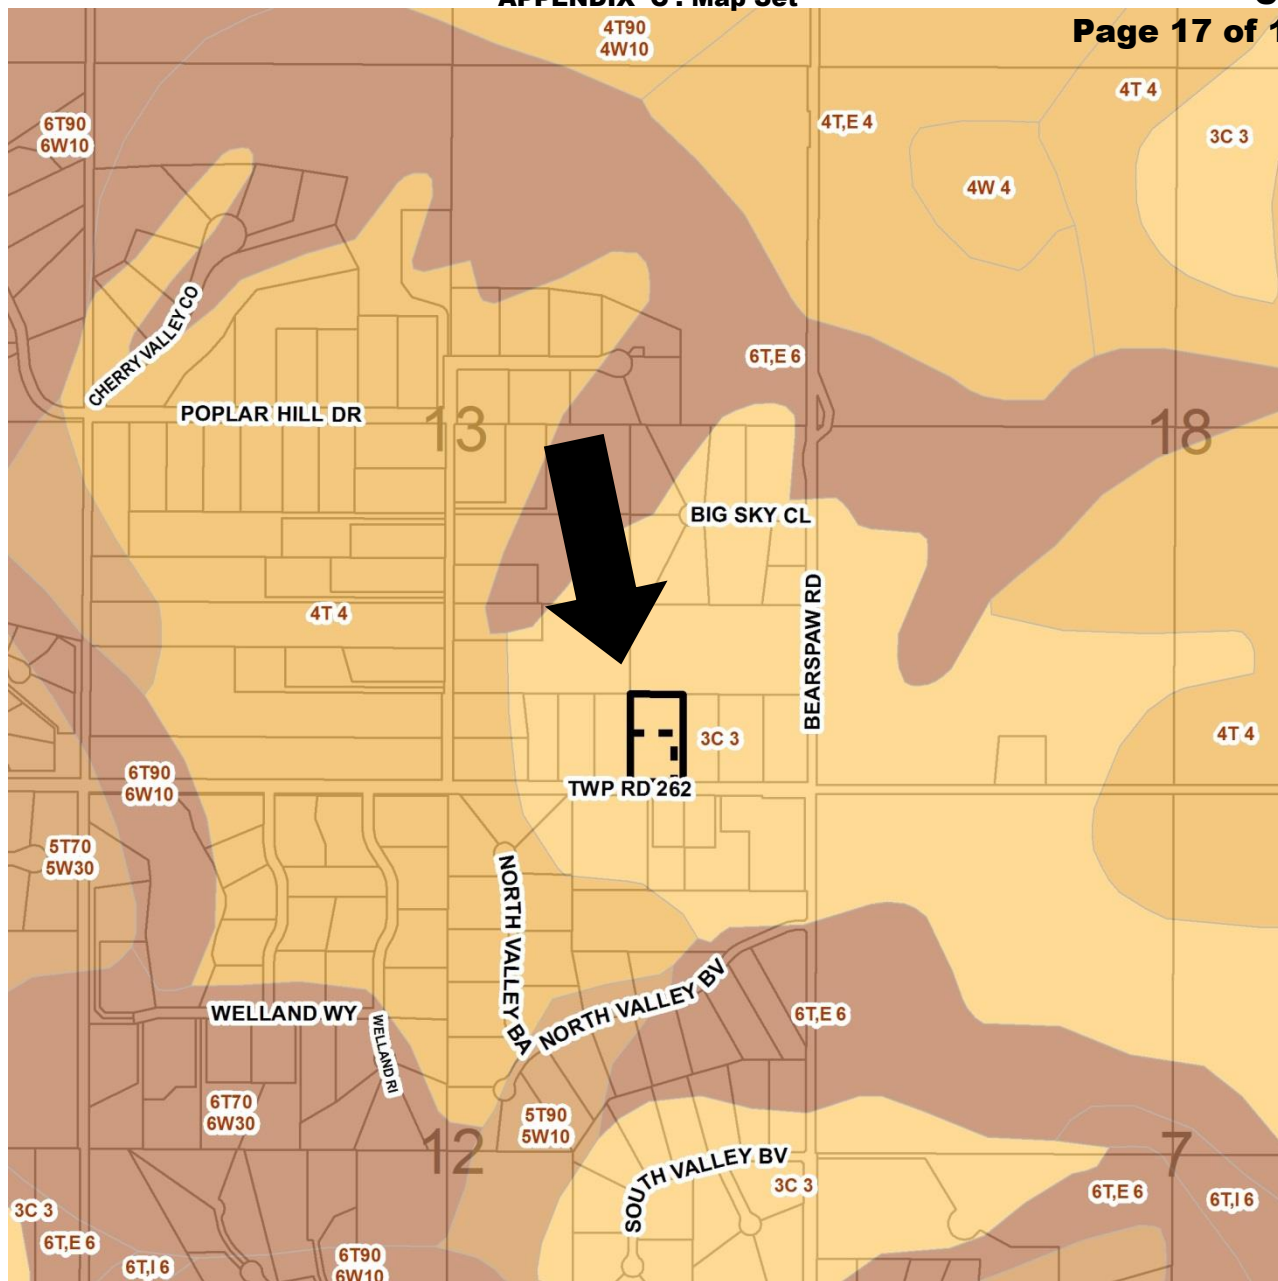 APPENDIX 'C': Map Set
Page 17 of 1
4T90
4W10
4T 4
6T90
6W10
4T,E 4
3C 3
4W 4
CHERRY VALLEY CO
6T,E 6
POPLAR HILL DR
13
18
BIG SKY CL
BEARSPAW RD
4T 4
3C 3
4T 4
6T90
6W10
TWP RD 262
5T70
5W30
NORTH VALLEY BA
NORTH VALLEY BV
WELLAND WY
6T,E 6
WELLAND RI
6T70
6W30
5T90
5W10
12
7
SOUTH VALLEY BV
3C 3
6T,E 6
6T,I 6
3C 3
6T,E 6
6T,I 6
6T90
6W10